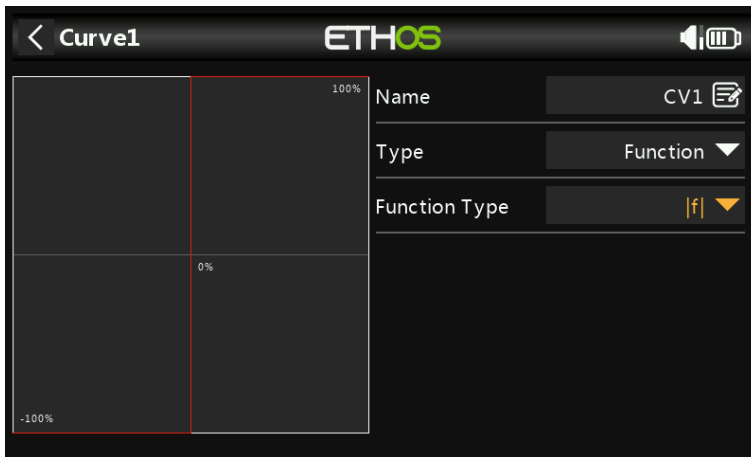 Curve1
ETHOS
100%
0%
-100%
Name CV1
Type Function
Function Type |f|